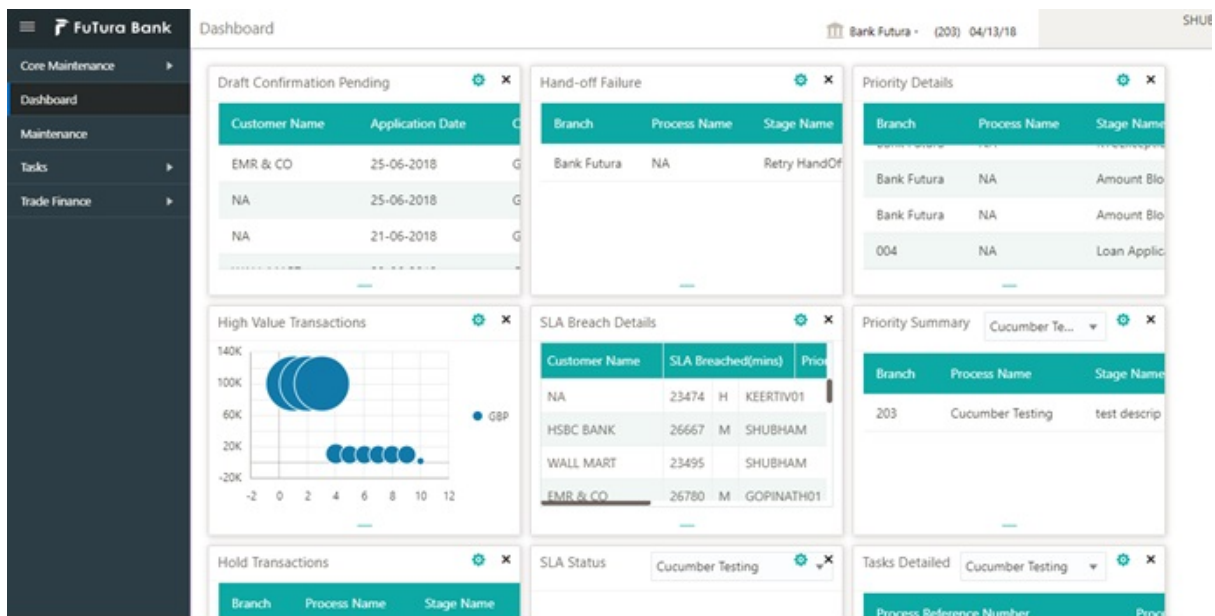 FuTura Bank
Dashboard
Bank Futura - (203) 04/13/18
SHUB
Core Maintenance
Dashboard
Maintenance
Tasks
Trade Finance
Draft Confirmation Pending
Customer Name Application Date
EMR & CO 25-06-2018 G
NA 25-06-2018 G
NA 21-06-2018 G
Hand-off Failure
Branch Process Name Stage Name
Bank Futura NA Retry HandOf
Priority Details
Branch Process Name Stage Name
Bank Futura NA Amount Blo
Bank Futura NA Amount Blo
004 NA Loan Applic
High Value Transactions
140K
100K
60K
20K
-20K
-2 0 2 4 6 8 10 12
GBP
SLA Breach Details
Customer Name SLA Breached(mins) Prior
NA 23474 H KEERTIV01
HSBC BANK 26667 M SHUBHAM
WALL MART 23495 SHUBHAM
EMR & CO 26780 M GOPINATH01
Priority Summary Cucumber Te...
Branch Process Name Stage Name
203 Cucumber Testing test descrip
Hold Transactions
Branch Process Name Stage Name
SLA Status Cucumber Testing
Tasks Detailed Cucumber Testing
Process Reference Number Proc